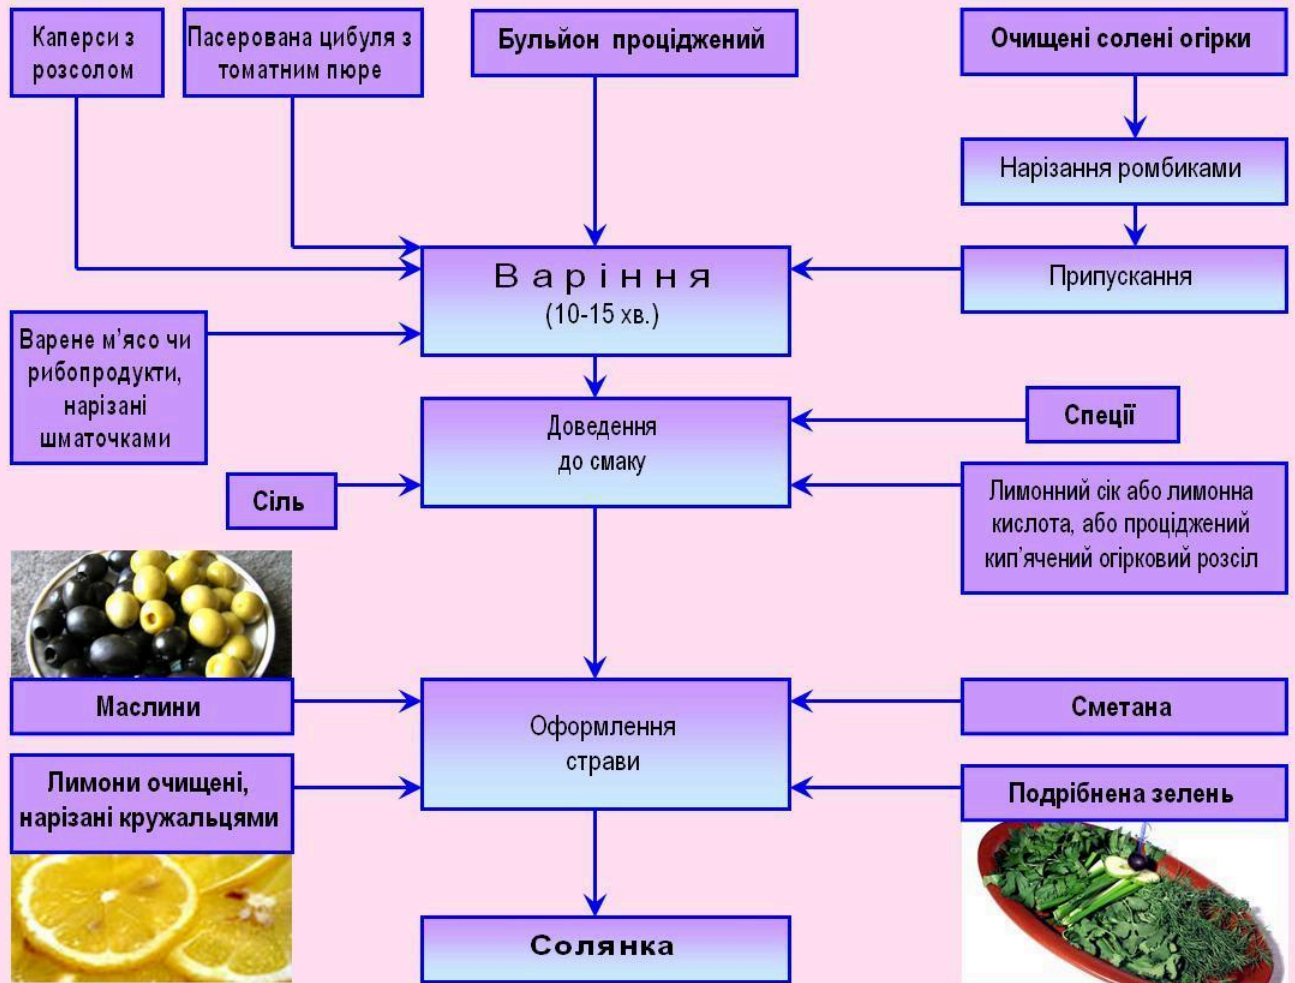 Каперси з
розсолом
Пасерована цибуля з
томатним пюре
Бульйон проціджений
Очищені солені огірки
Нарізання ромбиками
Варіння
(10-15 хв.)
Припускання
Варене м’ясо чи
рибопродукти,
нарізані
шматочками
Доведення
до смаку
Спеції
Сіль
Лимонний сік або лимонна
кислота, або проціджений
кип’ячений огірковий розсіл
Маслини
Оформлення
страви
Сметана
Лимони очищені,
нарізані кружальцями
Подрібнена зелень
Солянка